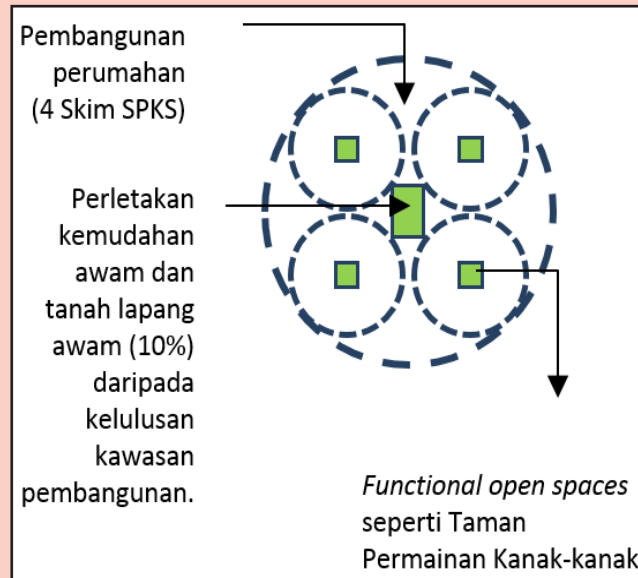 Pembangunan
perumahan
(4 Skim SPKS)
Perletakan
kemudahan
awam dan
tanah lapang
awam (10%)
daripada
kelulusan
kawasan
pembangunan.
Functional open spaces
seperti Taman
Permainan Kanak-kanak